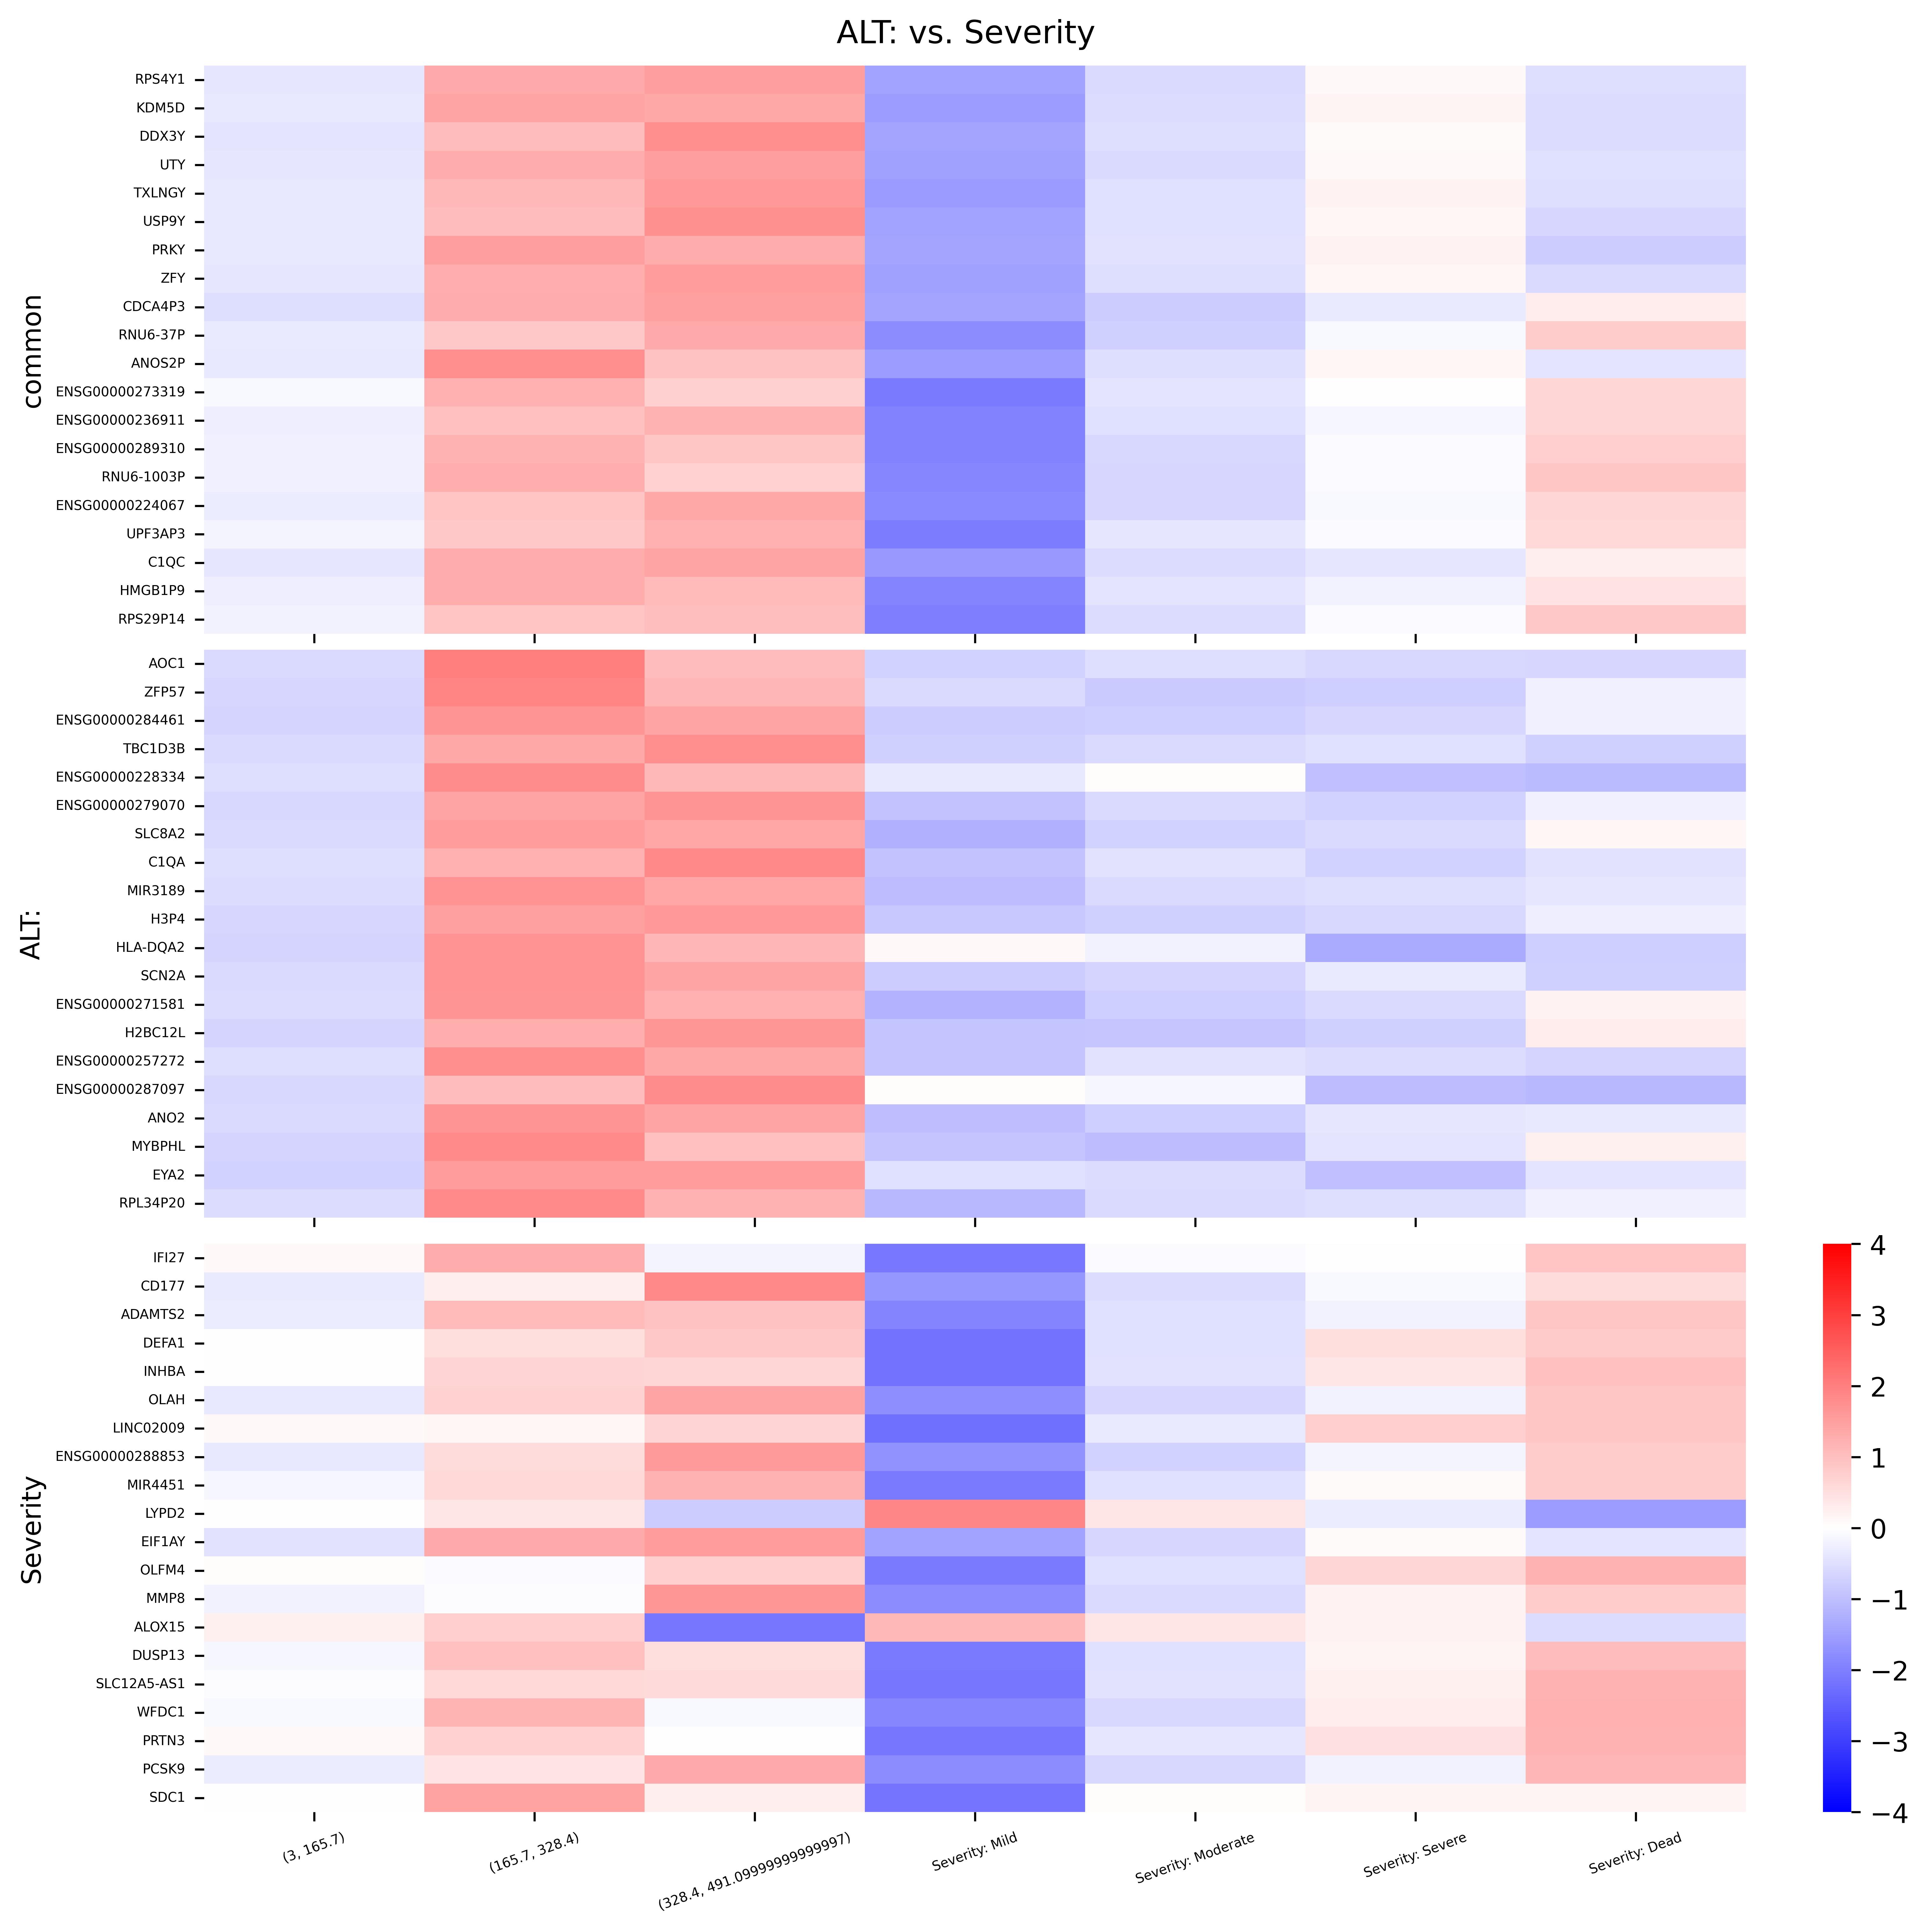 ALT: vs. Severity
common
RPS4Y1
KDM5D
DDX3Y
UTY
TXLNGY
USP9Y
PRKY
ZFY
CDCA4P3
RNU6-37P
ANOS2P
ENSG00000273319
ENSG00000236911
ENSG00000289310
RNU6-1003P
ENSG00000224067
UPF3AP3
C1QC
HMGB1P9
RPS29P14
ALT:
AOC1
ZFP57
ENSG00000284461
TBC1D3B
ENSG00000228334
ENSG00000279070
SLC8A2
C1QA
MIR3189
H3P4
HLA-DQA2
SCN2A
ENSG00000271581
H2BC12L
ENSG00000257272
ENSG00000287097
ANO2
MYBPHL
EYA2
RPL34P20
Severity
IFI27
CD177
ADAMTS2
DEFA1
INHBA
OLAH
LINC02009
ENSG00000288853
MIR4451
LYPD2
EIF1AY
OLFM4
MMP8
ALOX15
DUSP13
SLC12A5-AS1
WFDC1
PRTN3
PCSK9
SDC1
(3, 165.7)
(165.7, 328.4)
(328.4, 491.09999999999997)
Severity: Mild
Severity: Moderate
Severity: Severe
Severity: Dead
4
3
2
1
0
−1
−2
−3
−4